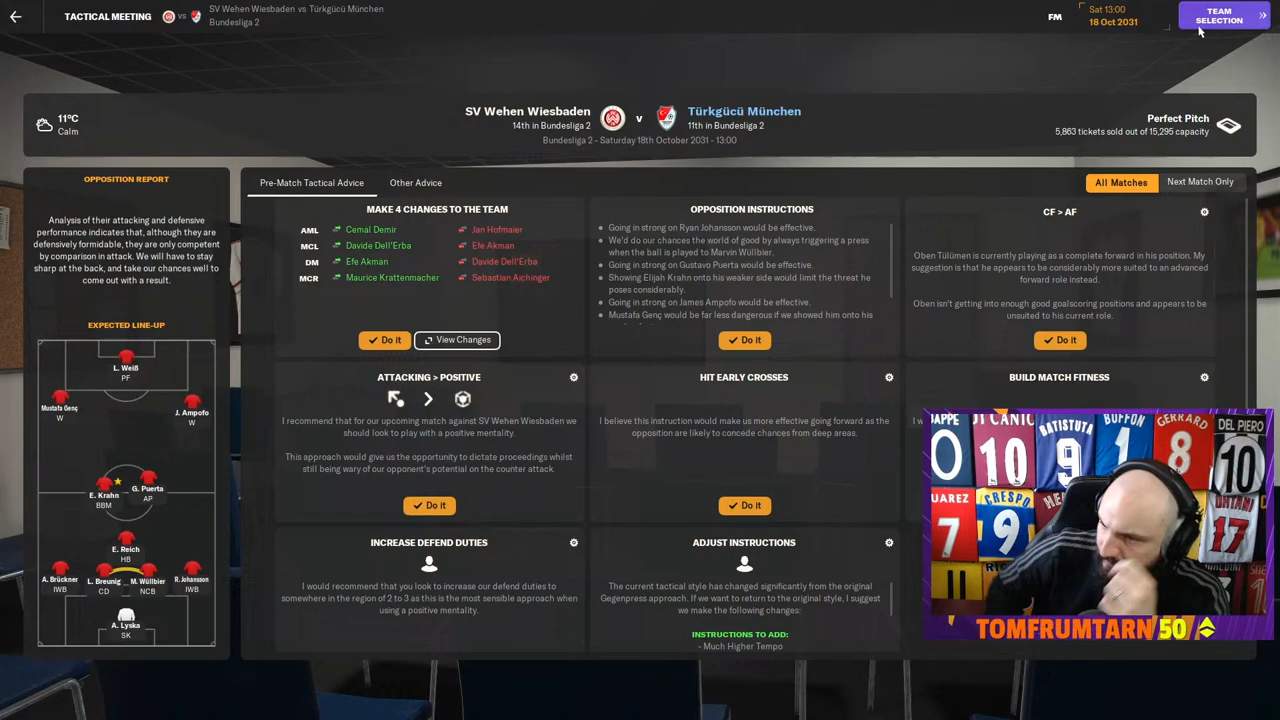 TACTICAL MEETING
VS
SV Wehen Wiesbaden vs Türkgücü München
Bundesliga 2
FM
Sat 13:00
18 Oct 2031
TEAM
SELECTION
11°C
Calm
SV Wehen Wiesbaden
14th in Bundesliga 2
v
Türkgücü München
11th in Bundesliga 2
Bundesliga 2 - Saturday 18th October 2031 - 13:00
Perfect Pitch
5,863 tickets sold out of 15,295 capacity
OPPOSITION REPORT
Analysis of their attacking and defensive
performance indicates that, although they are
defensively formidable, they are only competent
by comparison in attack. We will have to stay
sharp at the back, and take our chances well to
come out with a result.
EXPECTED LINE-UP
L. Weiß
PF
Mustafa Genç
W
J. Ampofo
W
E. Krahn
BBM
G. Puerta
AP
E. Reich
HB
A. Brückner
IWB
L. Breunig
CD
M. Wüllbier
NCB
R. Johansson
IWB
A. Lyska
SK
Pre-Match Tactical Advice
Other Advice
All Matches
Next Match Only
MAKE 4 CHANGES TO THE TEAM
AML Cemal Demir Jan Hofmaier
MCL Davide Dell'Erba Efe Akman
DM Efe Akman Davide Dell'Erba
MCR Maurice Krattenmacher Sebastian Aichinger
Do it
View Changes
OPPOSITION INSTRUCTIONS
Going in strong on Ryan Johansson would be effective.
We'd do our chances the world of good by always triggering a press
when the ball is played to Marvin Wüllbier.
Going in strong on Gustavo Puerta would be effective.
Showing Elijah Krahn onto his weaker side would limit the threat he
poses considerably.
Going in strong on James Ampofo would be effective.
Mustafa Genç would be far less dangerous if we showed him onto his
Do it
CF > AF
Oben Tülümen is currently playing as a complete forward in his position. My
suggestion is that he appears to be considerably more suited to an advanced
forward role instead.
Oben isn't getting into enough good goalscoring positions and appears to be
unsuited to his current role.
Do it
ATTACKING > POSITIVE
I recommend that for our upcoming match against SV Wehen Wiesbaden we
should look to play with a positive mentality.
This approach would give us the opportunity to dictate proceedings whilst
still being wary of our opponent's potential on the counter attack.
Do it
HIT EARLY CROSSES
I believe this instruction would make us more effective going forward as the
opposition are likely to concede chances from deep areas.
Do it
BUILD MATCH FITNESS
INCREASE DEFEND DUTIES
I would recommend that you look to increase our defend duties to
somewhere in the region of 2 to 3 as this is the most sensible approach when
using a positive mentality.
ADJUST INSTRUCTIONS
The current tactical style has changed significantly from the original
Gegenpress approach. If we want to return to the original style, I suggest
we make the following changes:
INSTRUCTIONS TO ADD:
- Much Higher Tempo
DI CANIO
10
BATISTUTA
9
BUFFON
1
GERRARD
8
DEL PIERO
10
7
CRESPO
9
17
11
TOMFRUMTARN 50